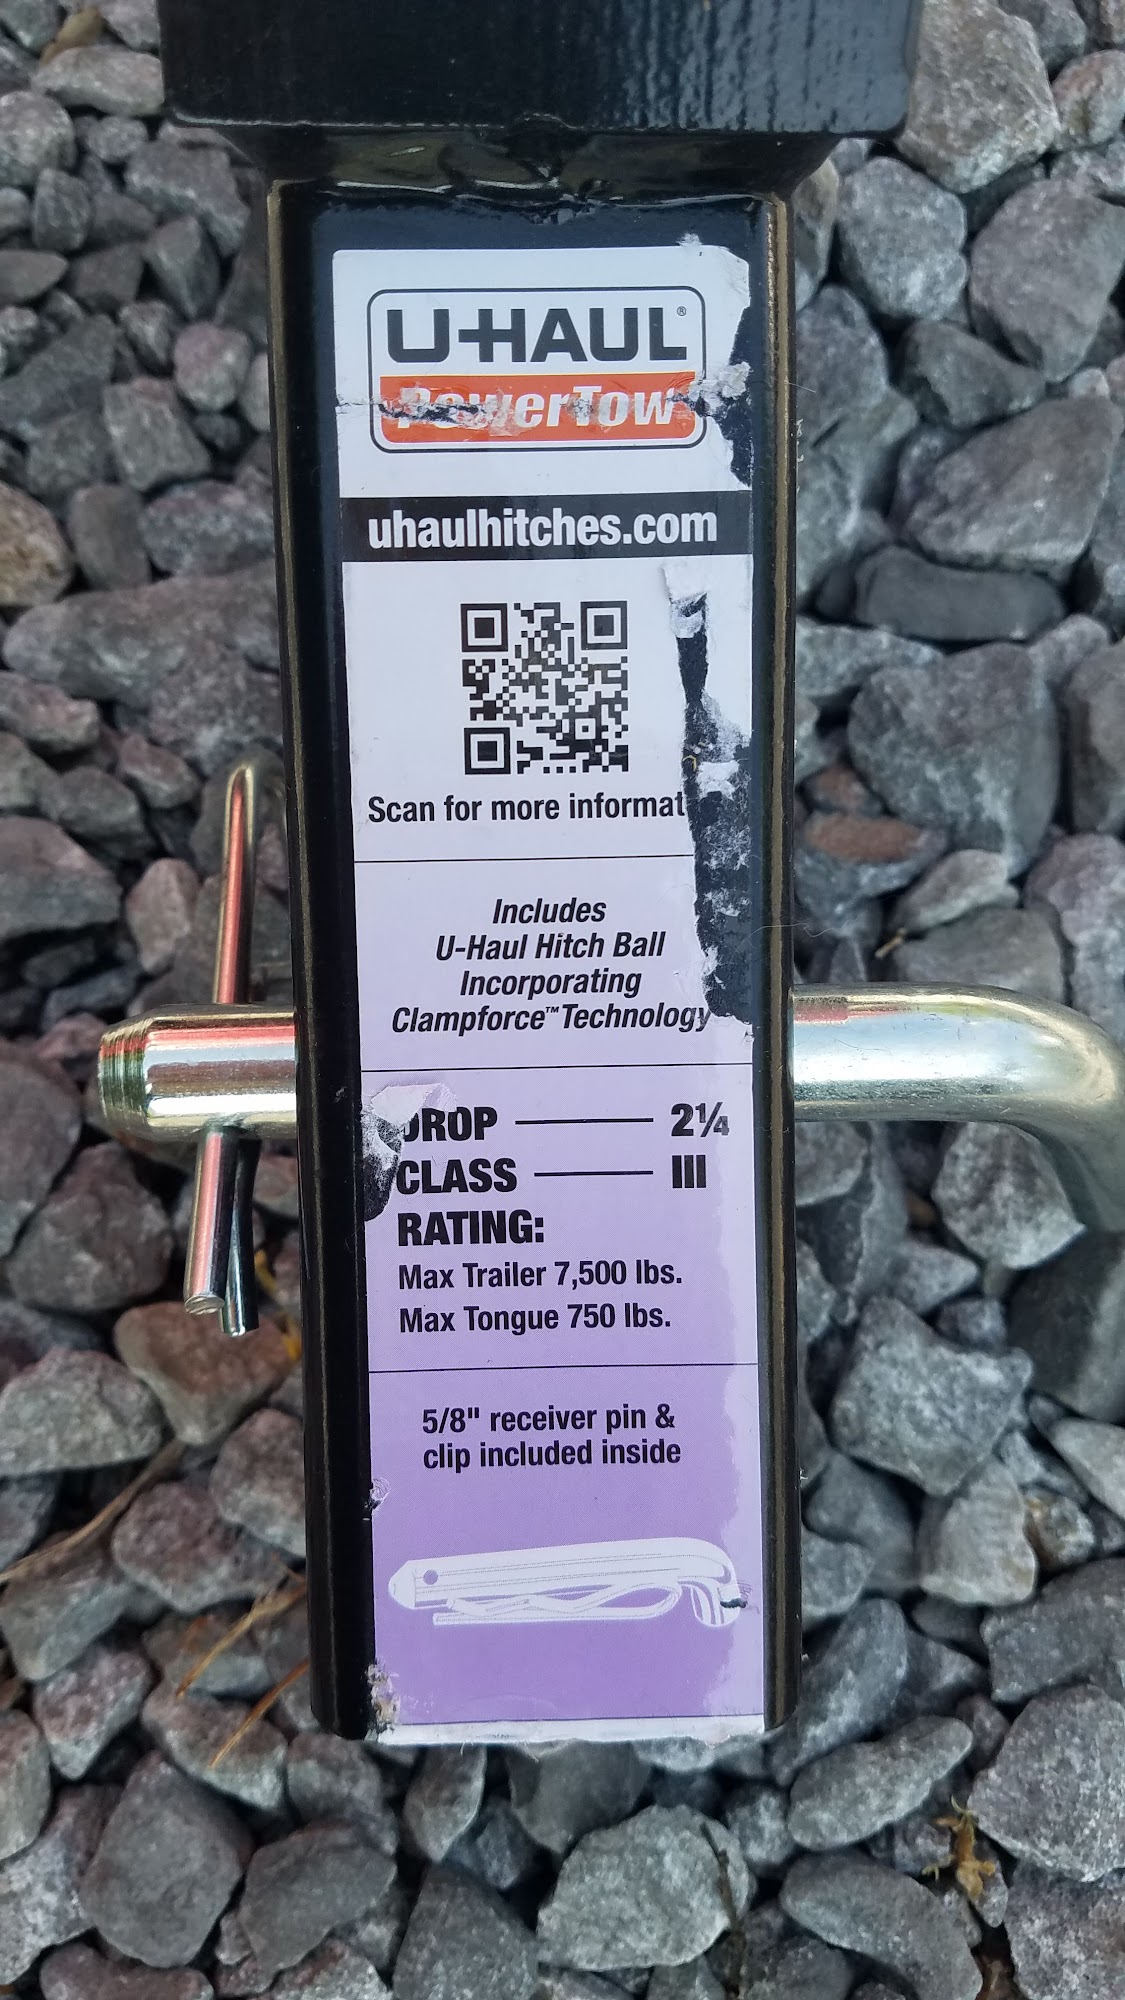 U-HAUL®
PowerTow
uhaulhitches.com
Scan for more informat
Includes
U-Haul Hitch Ball
Incorporating
Clampforce™ Technology
DROP — 2¼
CLASS — III
RATING:
Max Trailer 7,500 lbs.
Max Tongue 750 lbs.
5/8" receiver pin &
clip included inside